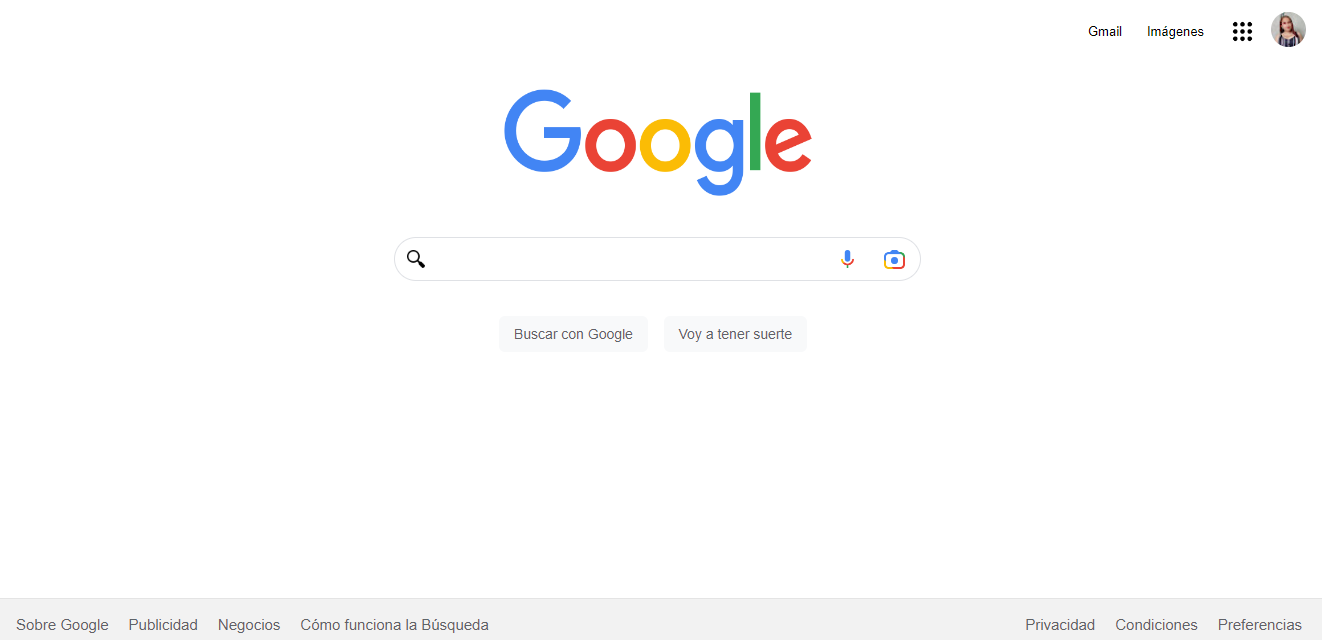 Gmail Imágenes
Google
Buscar con Google Voy a tener suerte
Sobre Google Publicidad Negocios Cómo funciona la Búsqueda Privacidad Condiciones Preferencias